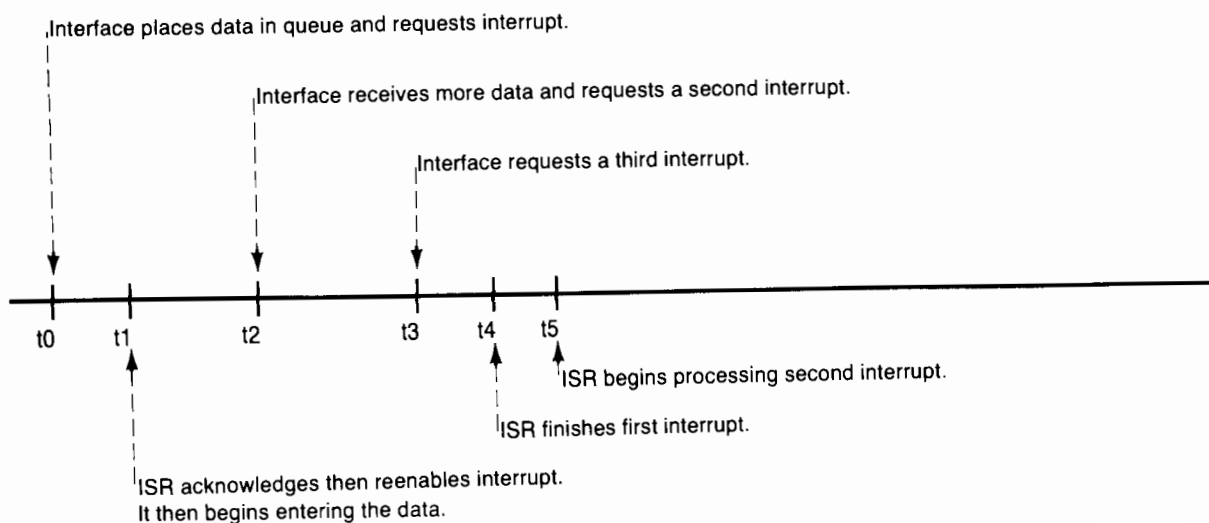 Interface places data in queue and requests interrupt.
Interface receives more data and requests a second interrupt.
Interface requests a third interrupt.
t0 t1 t2 t3 t4 t5
ISR begins processing second interrupt.
ISR finishes first interrupt.
ISR acknowledges then reenables interrupt.
It then begins entering the data.